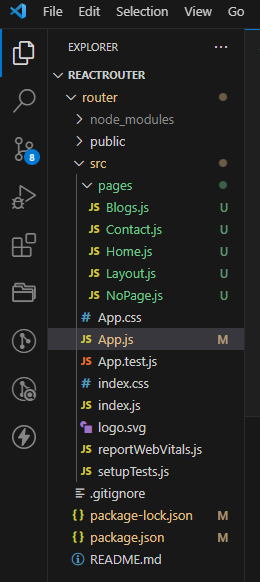 File Edit Selection View Go
EXPLORER ...
REACTROUTER
router
node_modules
public
src
pages
JS Blogs.js U
JS Contact.js U
JS Home.js U
JS Layout.js U
JS NoPage.js U
# App.css
JS App.js M
JS App.test.js
# index.css
JS index.js
logo.svg
JS reportWebVitals.js
JS setupTests.js
.gitignore
{} package-lock.json M
{} package.json M
README.md
8